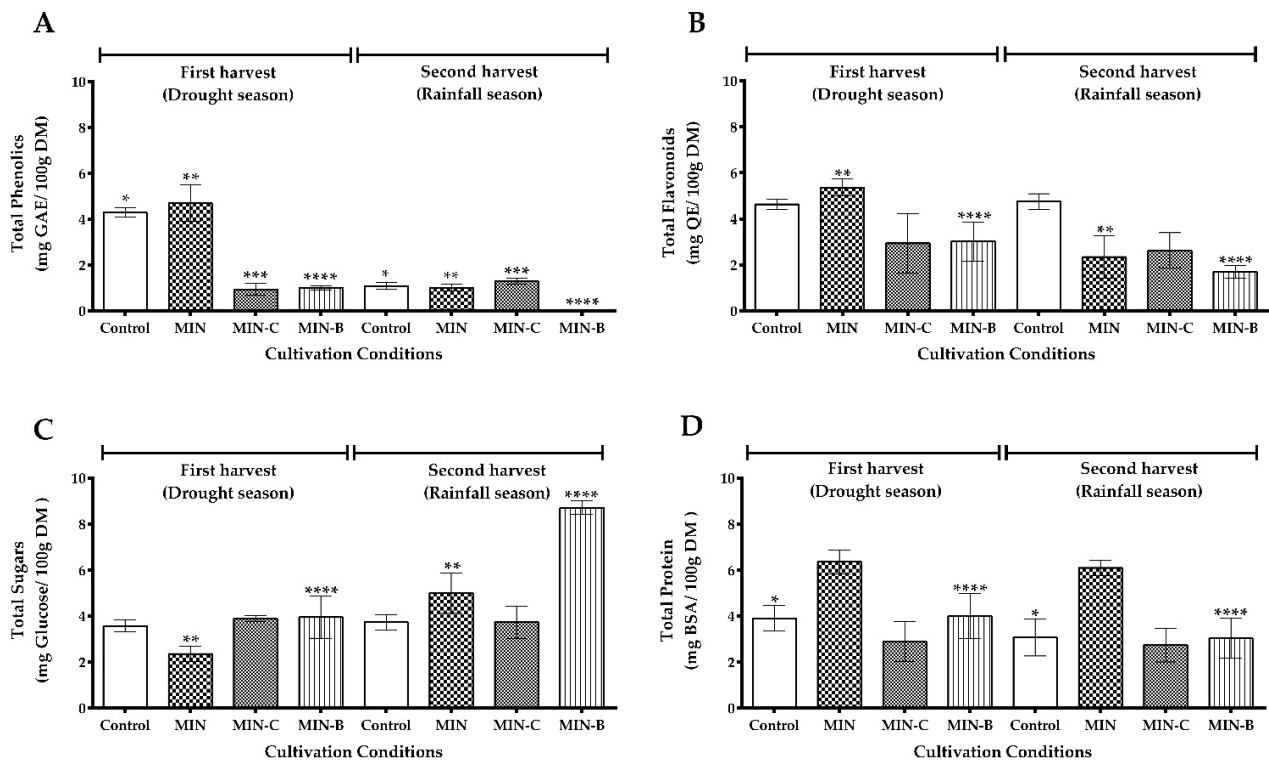 A
First harvest
(Drought season)
Second harvest
(Rainfall season)
Total Phenolics
(mg GAE/ 100g DM)
10
8
6
4
2
0
*
**
***
****
*
**
***
****
Control MIN MIN-C MIN-B Control MIN MIN-C MIN-B
Cultivation Conditions
B
First harvest
(Drought season)
Second harvest
(Rainfall season)
Total Flavonoids
(mg QE/ 100g DM)
10
8
6
4
2
0
**
****
**
****
Control MIN MIN-C MIN-B Control MIN MIN-C MIN-B
Cultivation Conditions
C
First harvest
(Drought season)
Second harvest
(Rainfall season)
Total Sugars
(mg Glucose/ 100g DM )
10
8
6
4
2
0
**
****
**
****
Control MIN MIN-C MIN-B Control MIN MIN-C MIN-B
Cultivation Conditions
D
First harvest
(Drought season)
Second harvest
(Rainfall season)
Total Protein
(mg BSA/ 100g DM )
10
8
6
4
2
0
*
****
*
****
Control MIN MIN-C MIN-B Control MIN MIN-C MIN-B
Cultivation Conditions